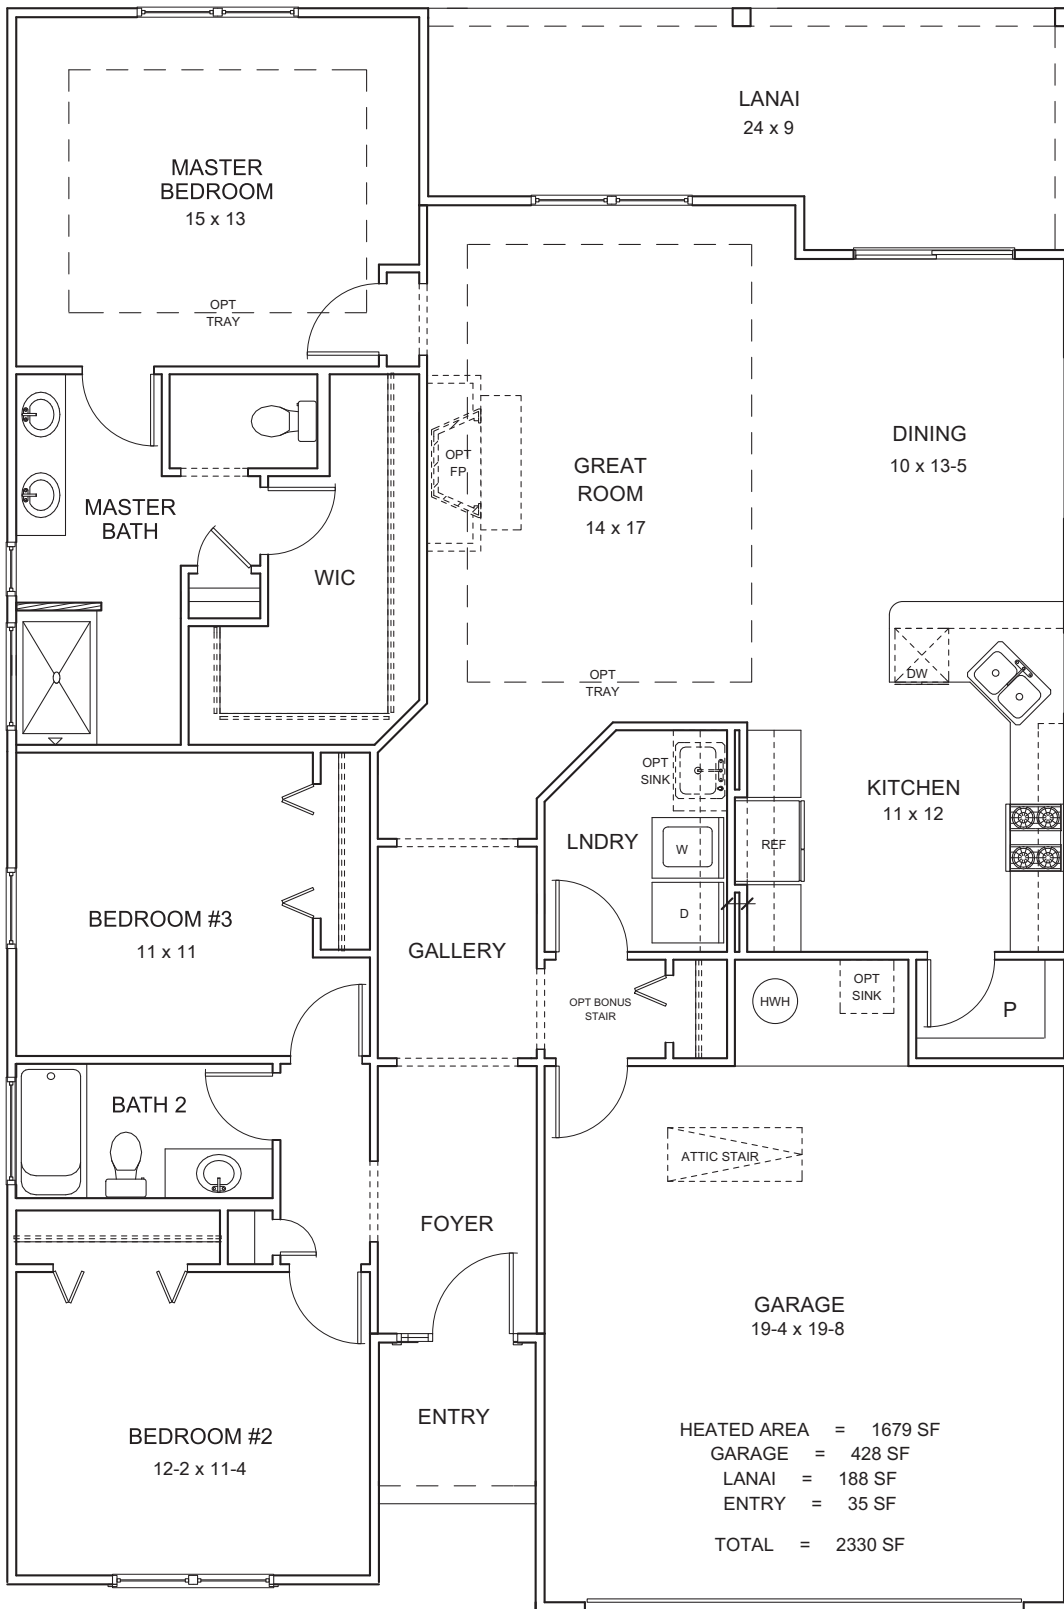 LANAI
24 x 9
MASTER
BEDROOM
15 x 13
OPT
TRAY
OPT
FP
GREAT
ROOM
14 x 17
DINING
10 x 13-5
MASTER
BATH
WIC
OPT
TRAY
DW
OPT
SINK
LNDRY
W
D
REF
KITCHEN
11 x 12
BEDROOM #3
11 x 11
GALLERY
OPT BONUS
STAIR
HWH
OPT
SINK
P
BATH 2
ATTIC STAIR
FOYER
GARAGE
19-4 x 19-8
ENTRY
BEDROOM #2
12-2 x 11-4
HEATED AREA = 1679 SF
GARAGE = 428 SF
LANAI = 188 SF
ENTRY = 35 SF
TOTAL = 2330 SF